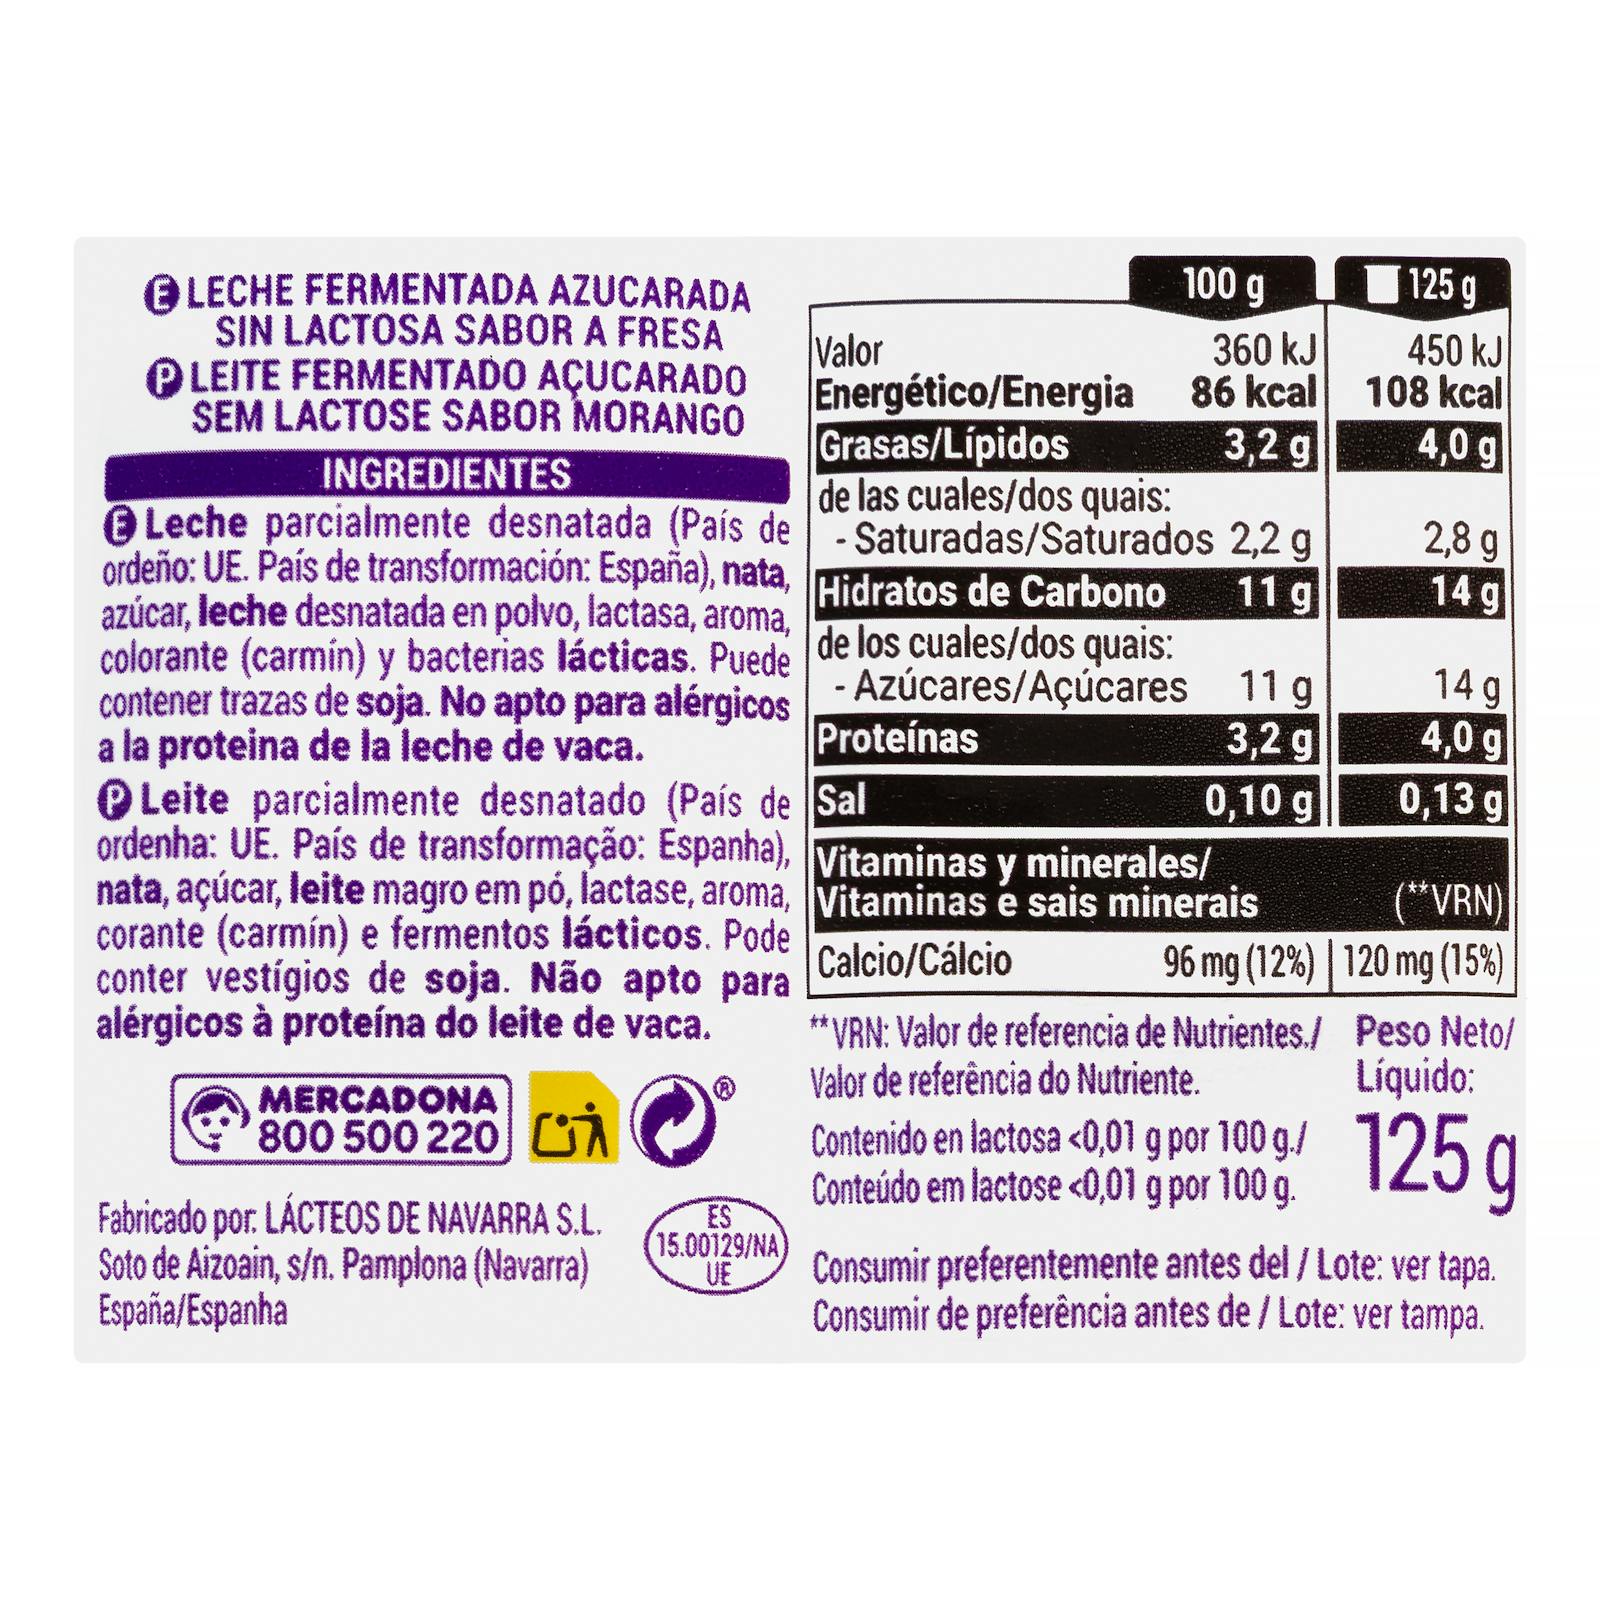 E LECHE FERMENTADA AZUCARADA
SIN LACTOSA SABOR A FRESA
P LEITE FERMENTADO AÇUCARADO
SEM LACTOSE SABOR MORANGO
INGREDIENTES
E Leche parcialmente desnatada (País de
ordeño: UE. País de transformación: España), nata,
azúcar, leche desnatada en polvo, lactasa, aroma,
colorante (carmín) y bacterias lácticas. Puede
contener trazas de soja. No apto para alérgicos
a la proteina de la leche de vaca.
P Leite parcialmente desnatado (País de
ordenha: UE. País de transformação: Espanha),
nata, açúcar, leite magro em pó, lactase, aroma,
corante (carmín) e fermentos lácticos. Pode
conter vestígios de soja. Não apto para
alérgicos à proteína do leite de vaca.
MERCADONA
800 500 220
®
Fabricado por: LÁCTEOS DE NAVARRA S.L.
Soto de Aizoain, s/n. Pamplona (Navarra)
España/Espanha
ES
15.00129/NA
UE
100 g 125 g
Valor 360 kJ 450 kJ
Energético/Energia 86 kcal 108 kcal
Grasas/Lípidos 3,2 g 4,0 g
de las cuales/dos quais:
- Saturadas/Saturados 2,2 g 2,8 g
Hidratos de Carbono 11 g 14 g
de los cuales/dos quais:
- Azúcares/Açúcares 11 g 14 g
Proteínas 3,2 g 4,0 g
Sal 0,10 g 0,13 g
Vitaminas y minerales/
Vitaminas e sais minerais (**VRN)
Calcio/Cálcio 96 mg (12%) 120 mg (15%)
**VRN: Valor de referencia de Nutrientes./
Valor de referência do Nutriente.
Contenido en lactosa <0,01 g por 100 g./
Conteúdo em lactose <0,01 g por 100 g.
Peso Neto/
Líquido:
125 g
Consumir preferentemente antes del / Lote: ver tapa.
Consumir de preferência antes de / Lote: ver tampa.